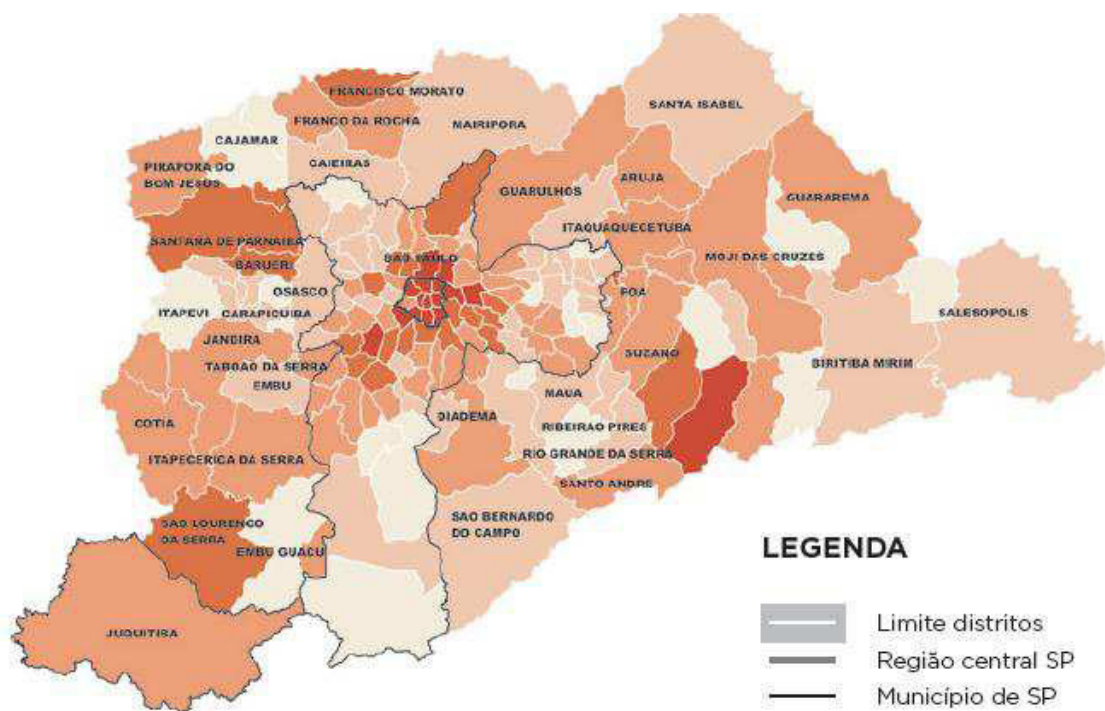 FRANCISCO MORATO
FRANCO DA ROCHA
MAIRIPORA
SANTA ISABEL
CAJAMAR
CAIEIRAS
PIRAPORA DO
BOM JESUS
GUARULHOS
ARUJA
GUARAREMA
ITAQUAQUECETUBA
SANTANA DE PARNAIBA
SAO PAULO
MOJI DAS CRUZES
BARUERI
OSASCO
POA
ITAPEVI
CARAPICUIBA
SALESOPOLIS
JANDIRA
SUZANO
BIRITIBA MIRIM
TABOAO DA SERRA
EMBU
MAUA
DIADEMA
COTIA
RIBEIRAO PIRES
ITAPECERICA DA SERRA
RIO GRANDE DA SERRA
SANTO ANDRE
SAO LOURENCO
DA SERRA
SAO BERNARDO
DO CAMPO
EMBU GUACU
JUQUITIBA
LEGENDA
Limite distritos
Região central SP
Município de SP